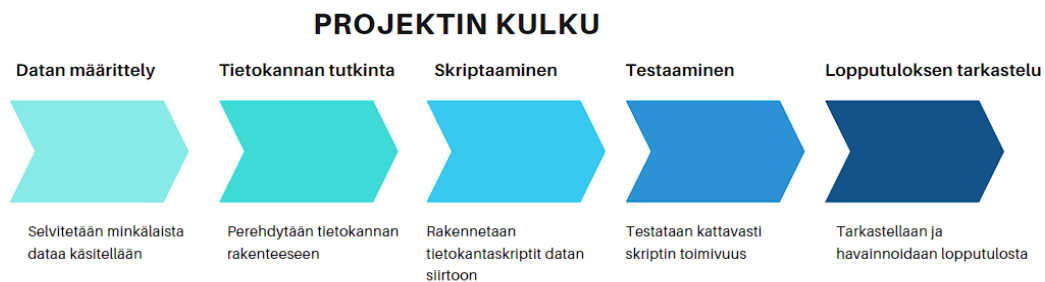 PROJEKTIN KULKU
Datan määrittely
Tietokannan tutkinta
Skriptaaminen
Testaaminen
Lopputuloksen tarkastelu
Selvitetään minkälaista
dataa käsitellään
Perehdytään tietokannan
rakenteeseen
Rakennetaan
tietokantaskriptit datan
siirtoon
Testataan kattavasti
skriptin toimivuus
Tarkastellaan ja
havainnoidaan lopputulosta